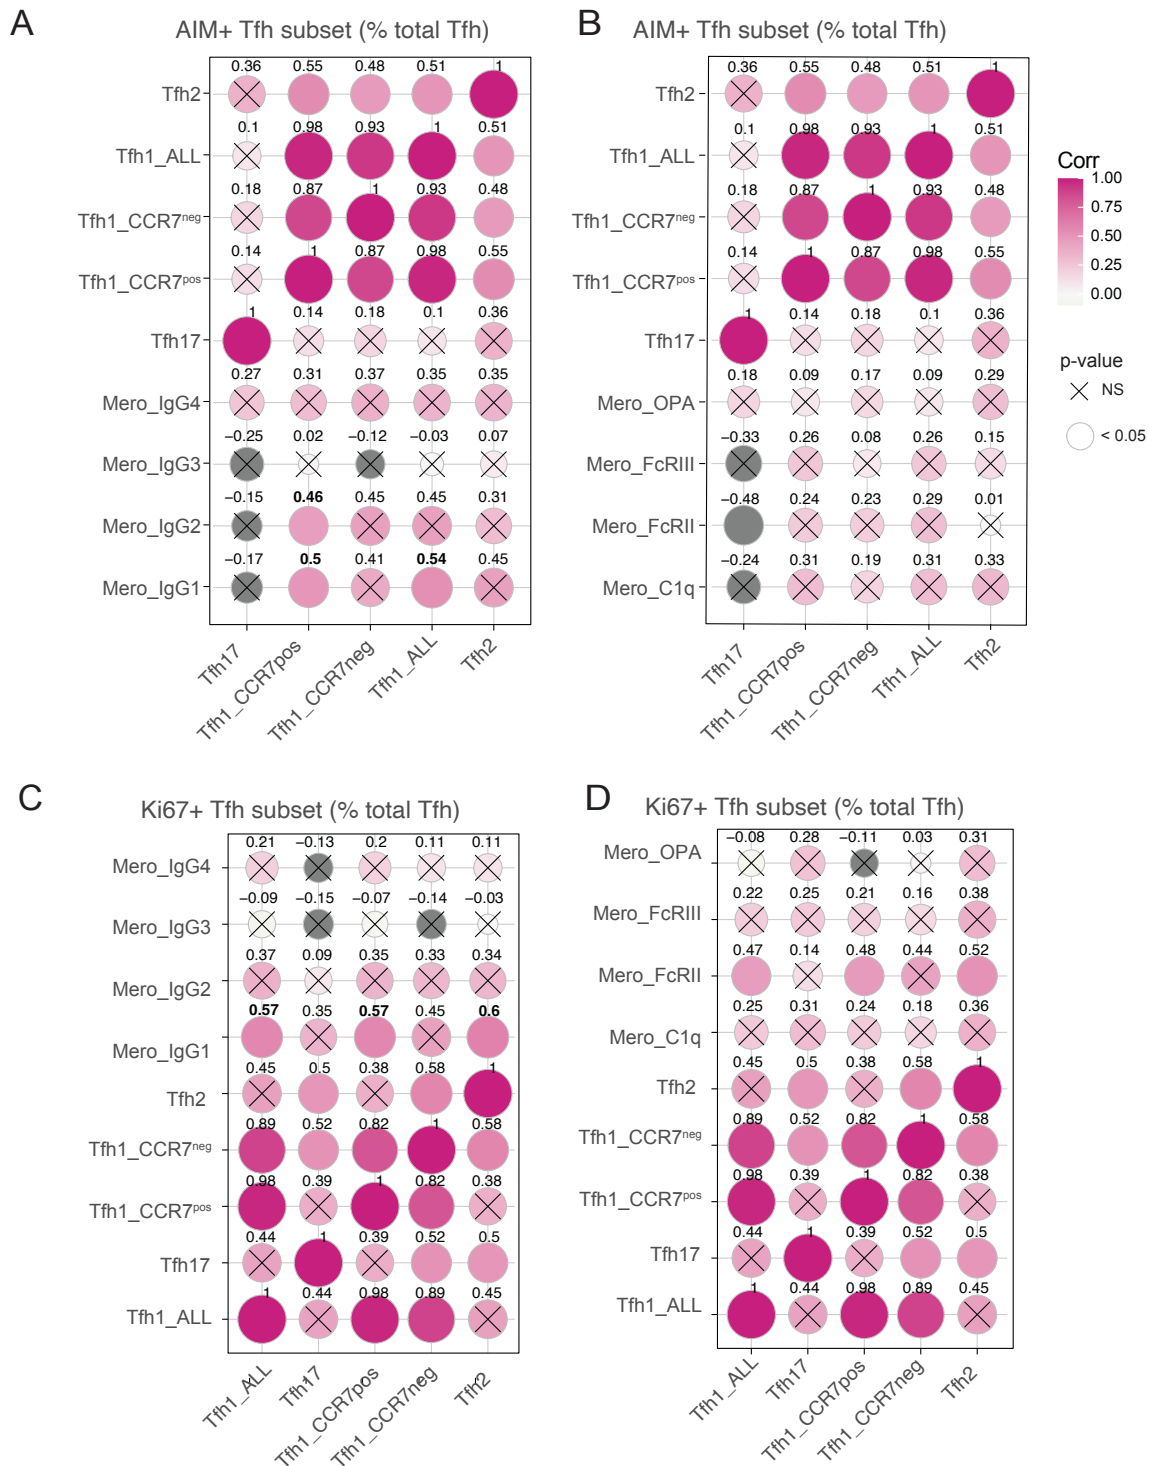 A
AIM+ Tfh subset (% total Tfh)
0.36 0.55 0.48 0.51 1
Tfh2
0.1 0.98 0.93 1 0.51
Tfh1_ALL
0.18 0.87 1 0.93 0.48
Tfh1_CCR7neg
0.14 1 0.87 0.98 0.55
Tfh1_CCR7pos
1 0.14 0.18 0.1 0.36
Tfh17
0.27 0.31 0.37 0.35 0.35
Mero_IgG4
−0.25 0.02 −0.12 −0.03 0.07
Mero_IgG3
−0.15 0.46 0.45 0.45 0.31
Mero_IgG2
−0.17 0.5 0.41 0.54 0.45
Mero_IgG1
Tfh17
Tfh1_CCR7pos
Tfh1_CCR7neg
Tfh1_ALL
Tfh2
B
AIM+ Tfh subset (% total Tfh)
0.36 0.55 0.48 0.51 1
Tfh2
0.1 0.98 0.93 1 0.51
Tfh1_ALL
0.18 0.87 1 0.93 0.48
Tfh1_CCR7neg
0.14 1 0.87 0.98 0.55
Tfh1_CCR7pos
1 0.14 0.18 0.1 0.36
Tfh17
0.18 0.09 0.17 0.09 0.29
Mero_OPA
−0.33 0.26 0.08 0.26 0.15
Mero_FcRIII
−0.48 0.24 0.23 0.29 0.01
Mero_FcRII
−0.24 0.31 0.19 0.31 0.33
Mero_C1q
Tfh17
Tfh1_CCR7pos
Tfh1_CCR7neg
Tfh1_ALL
Tfh2
Corr
1.00
0.75
0.50
0.25
0.00
p-value
NS
< 0.05
C
Ki67+ Tfh subset (% total Tfh)
0.21 −0.13 0.2 0.11 0.11
Mero_IgG4
−0.09 −0.15 −0.07 −0.14 −0.03
Mero_IgG3
0.37 0.09 0.35 0.33 0.34
Mero_IgG2
0.57 0.35 0.57 0.45 0.6
Mero_IgG1
0.45 0.5 0.38 0.58 1
Tfh2
0.89 0.52 0.82 1 0.58
Tfh1_CCR7neg
0.98 0.39 1 0.82 0.38
Tfh1_CCR7pos
0.44 1 0.39 0.52 0.5
Tfh17
1 0.44 0.98 0.89 0.45
Tfh1_ALL
Tfh1_ALL
Tfh17
Tfh1_CCR7pos
Tfh1_CCR7neg
Tfh2
D
Ki67+ Tfh subset (% total Tfh)
−0.08 0.28 −0.11 0.03 0.31
Mero_OPA
0.22 0.25 0.21 0.16 0.38
Mero_FcRIII
0.47 0.14 0.48 0.44 0.52
Mero_FcRII
0.25 0.31 0.24 0.18 0.36
Mero_C1q
0.45 0.5 0.38 0.58 1
Tfh2
0.89 0.52 0.82 1 0.58
Tfh1_CCR7neg
0.98 0.39 1 0.82 0.38
Tfh1_CCR7pos
0.44 1 0.39 0.52 0.5
Tfh17
1 0.44 0.98 0.89 0.45
Tfh1_ALL
Tfh1_ALL
Tfh17
Tfh1_CCR7pos
Tfh1_CCR7neg
Tfh2